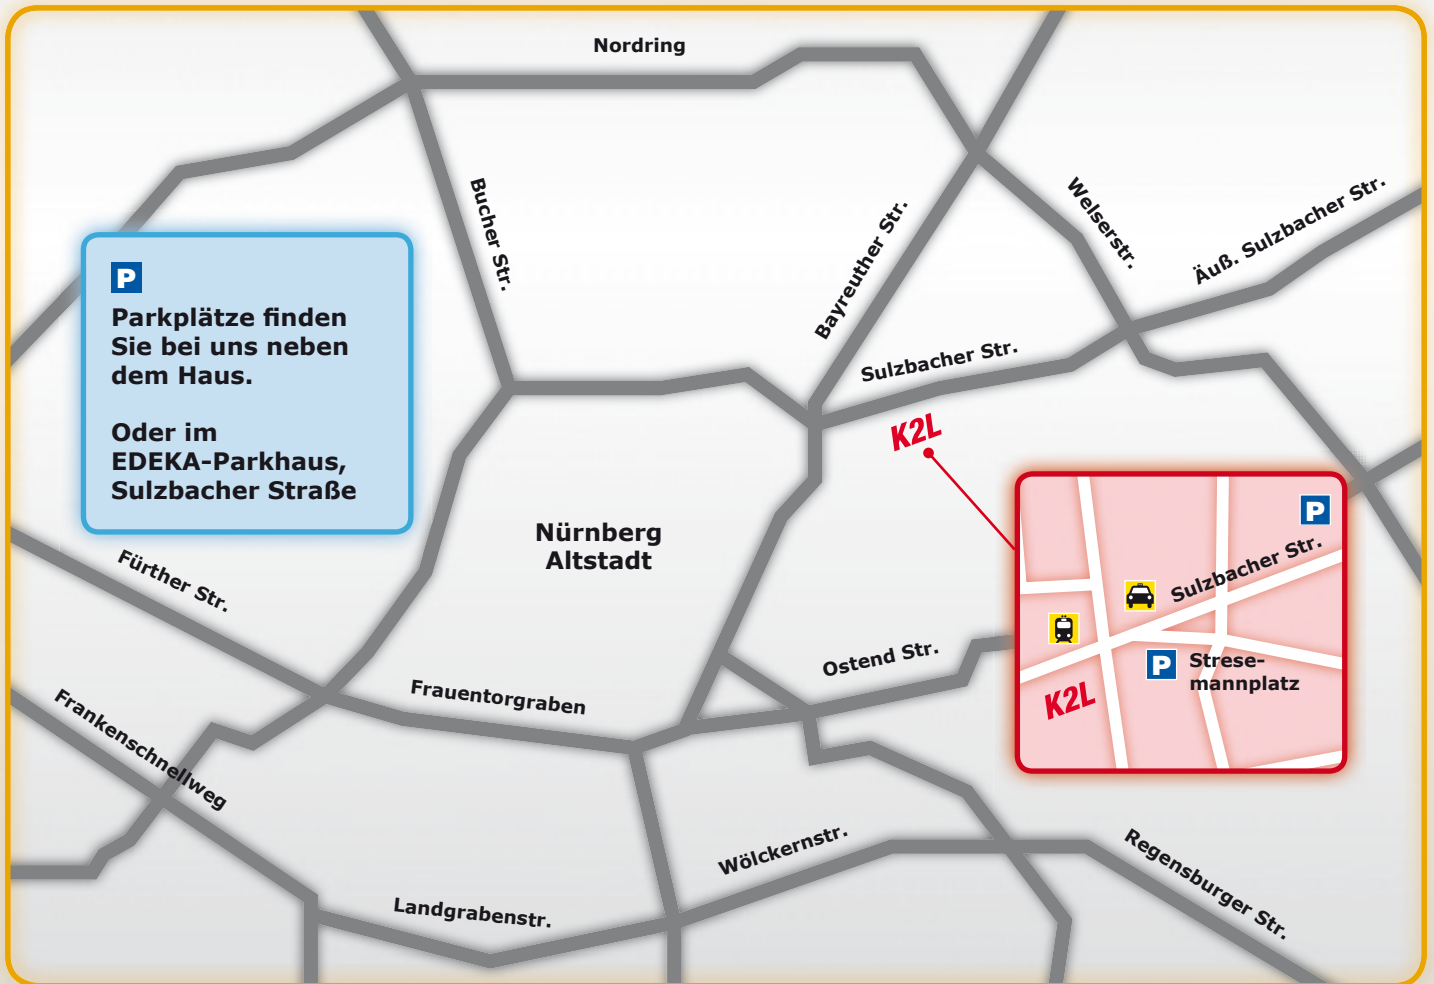 Nordring
Bucher Str.
Bayreuther Str.
Welserstr.
Äuß. Sulzbacher Str.
Sulzbacher Str.
P
Parkplätze finden
Sie bei uns neben
dem Haus.
Oder im
EDEKA-Parkhaus,
Sulzbacher Straße
K2L
Nürnberg
Altstadt
P
Sulzbacher Str.
P
Strese-
mannplatz
K2L
Fürther Str.
Ostend Str.
Frauentorgraben
Frankenschnellweg
Wölckernstr.
Regensburger Str.
Landgrabenstr.